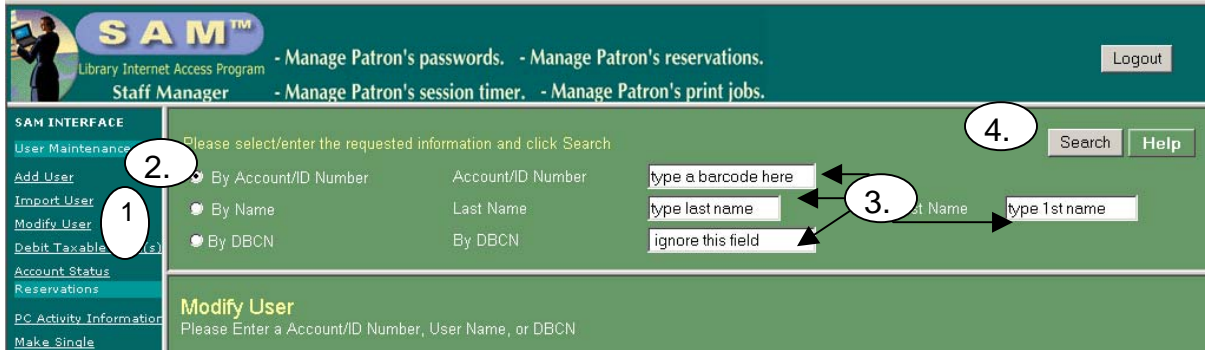 S A M™
Library Internet Access Program
Staff Manager
- Manage Patron's passwords. - Manage Patron's reservations.
- Manage Patron's session timer. - Manage Patron's print jobs.
Logout
SAM INTERFACE
User Maintenance
Add User
Import User
Modify User
Debit Taxable (s)
Account Status
Reservations
PC Activity Information
Make Single
1
2.
3.
4.
Please select/enter the requested information and click Search
Search Help
By Account/ID Number Account/ID Number type a barcode here
By Name Last Name type last name Name type 1st name
By DBCN By DBCN ignore this field
Modify User
Please Enter a Account/ID Number, User Name, or DBCN